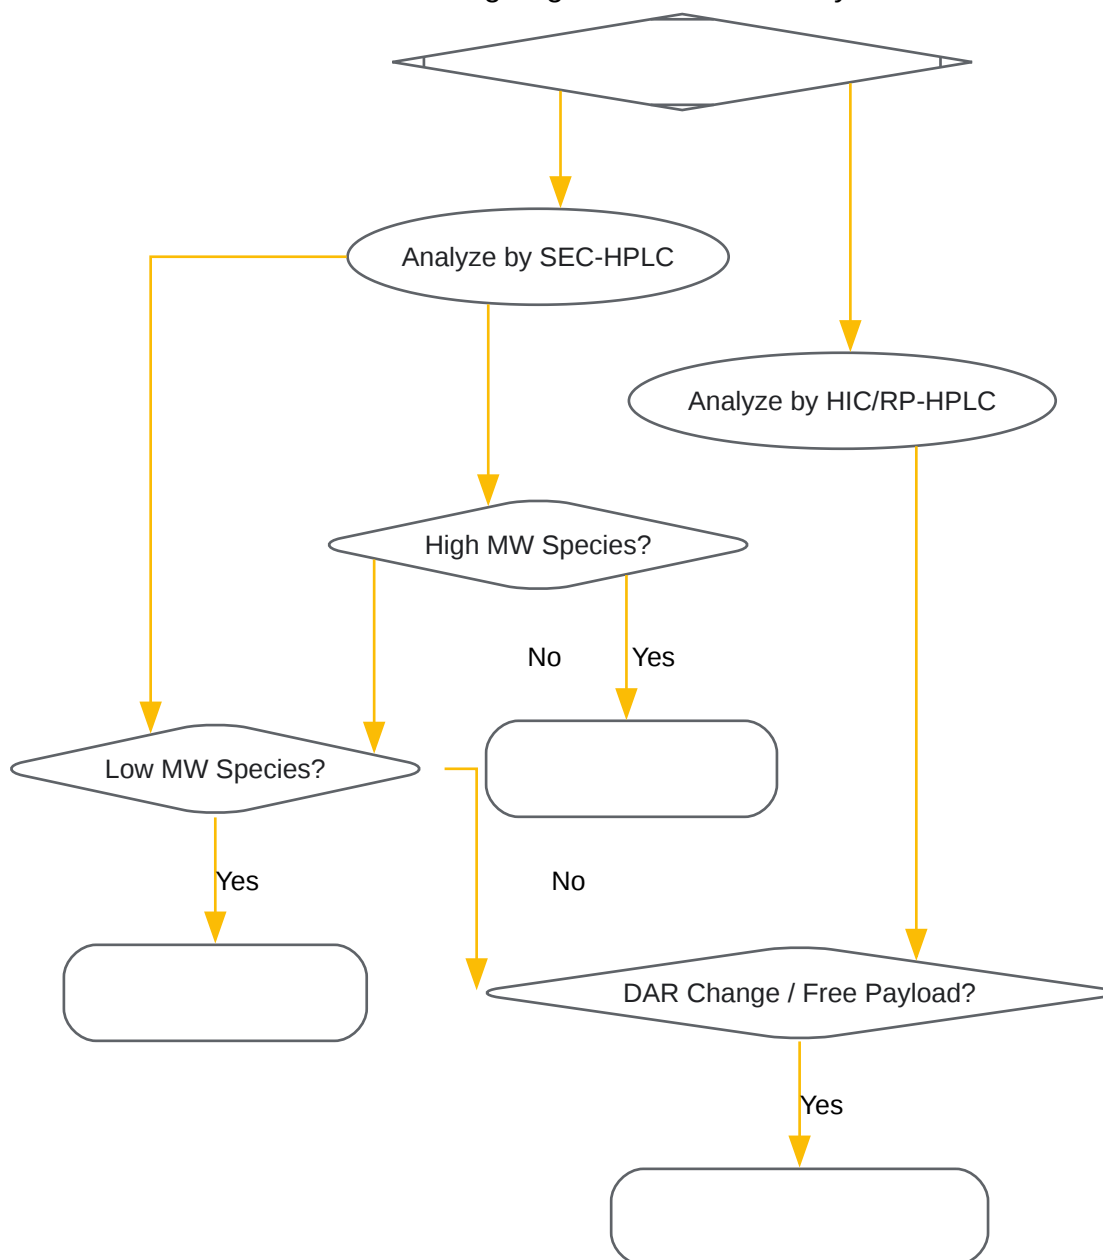 Analyze by SEC-HPLC
Analyze by HIC/RP-HPLC
High MW Species?
No
Yes
Low MW Species?
Yes
No
DAR Change / Free Payload?
Yes